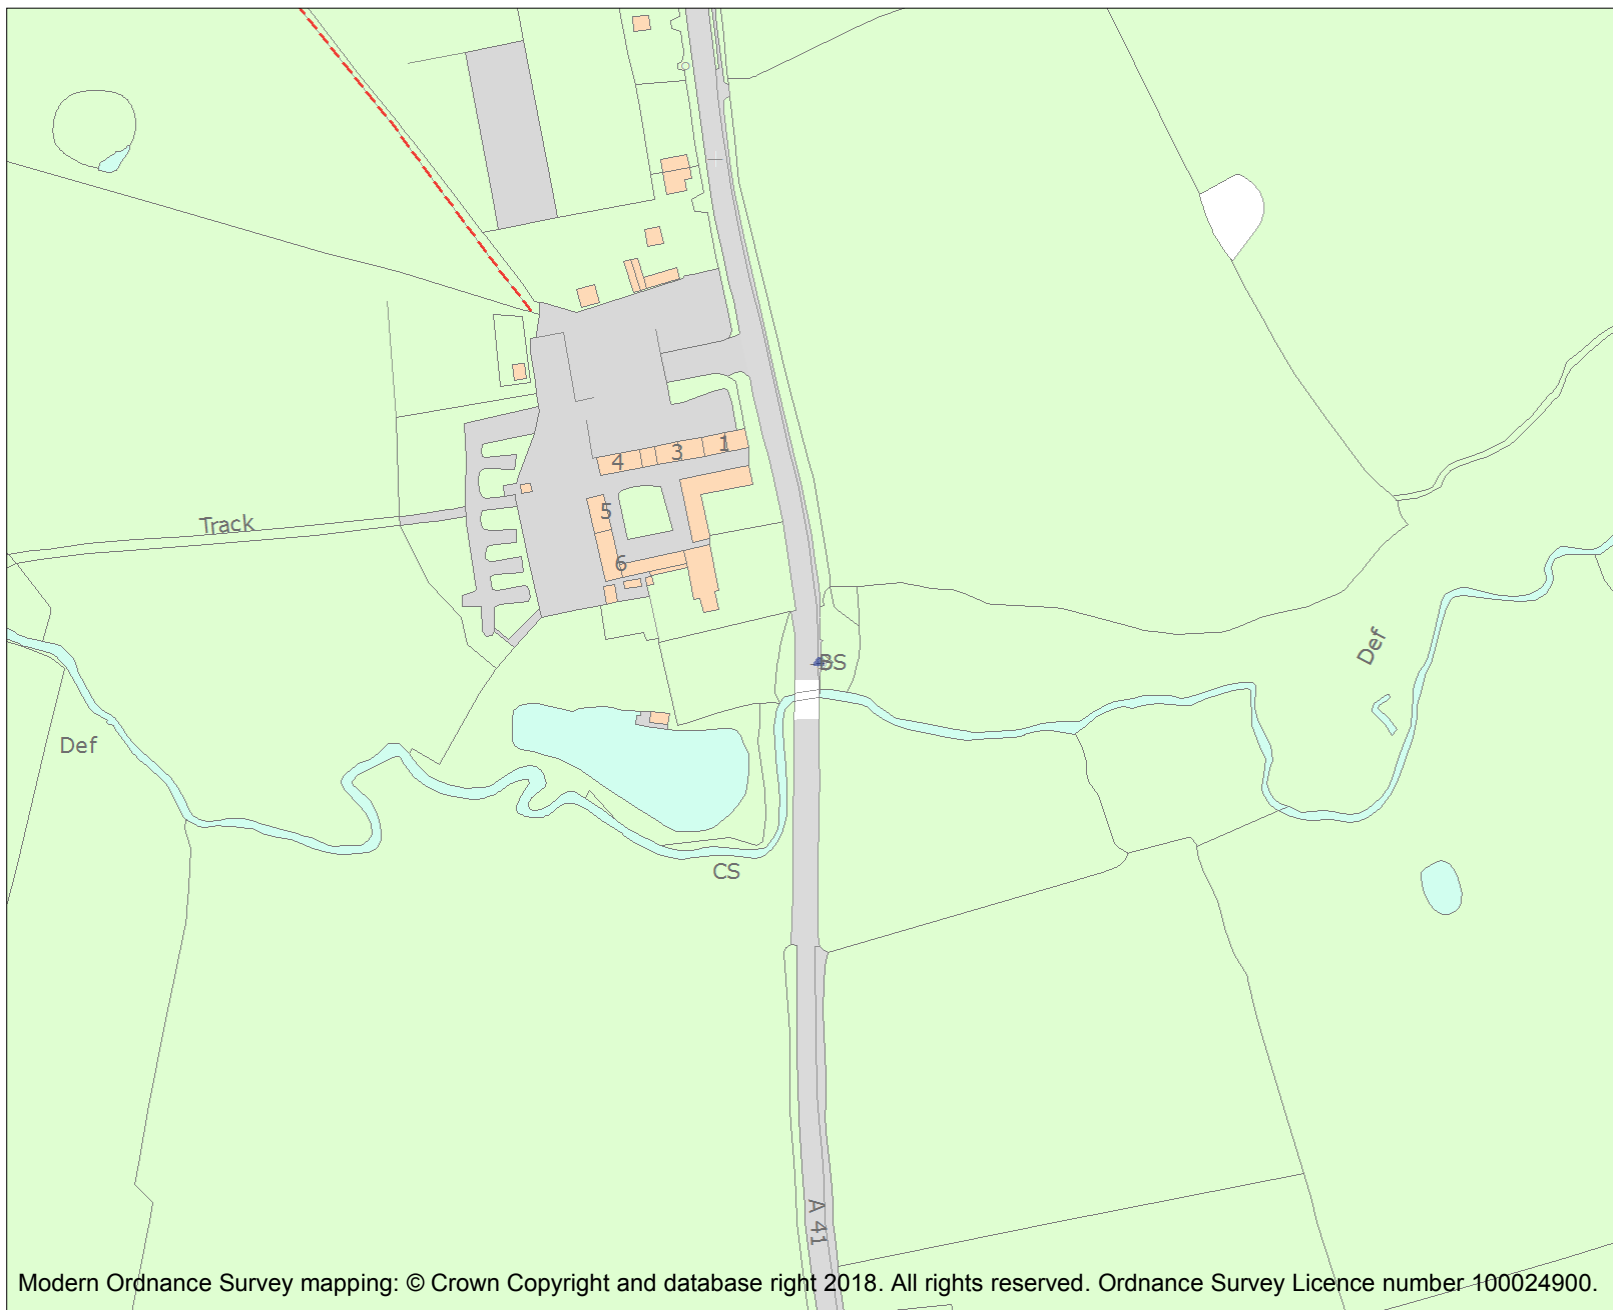 1
3
4
5
6
Track
BS
Def
Def
CS
A 41
Modern Ordnance Survey mapping: © Crown Copyright and database right 2018. All rights reserved. Ordnance Survey Licence number 100024900.